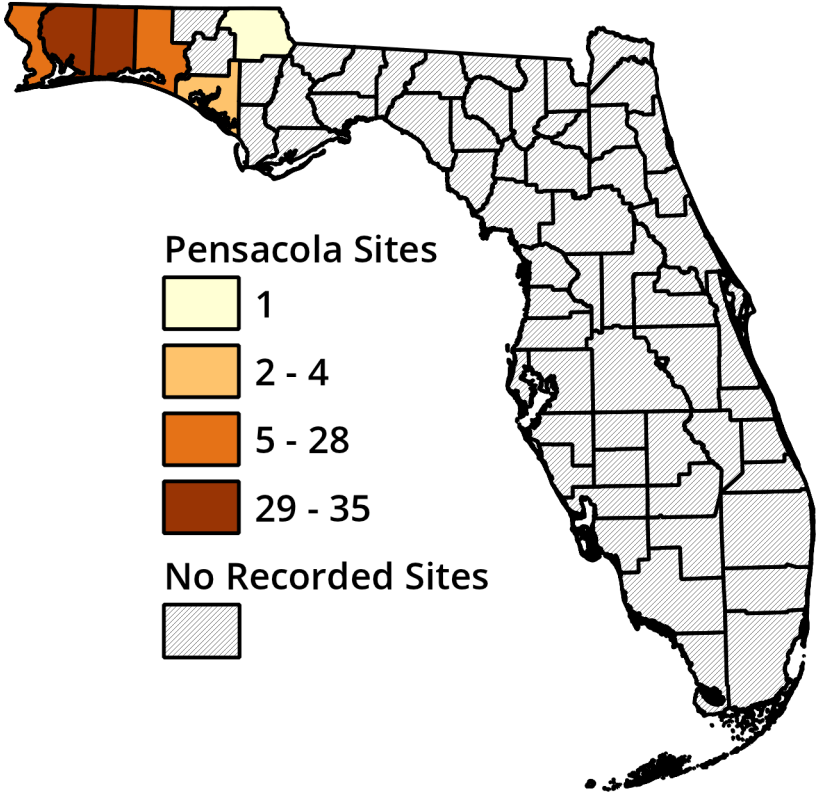 Pensacola Sites
1
2 - 4
5 - 28
29 - 35
No Recorded Sites